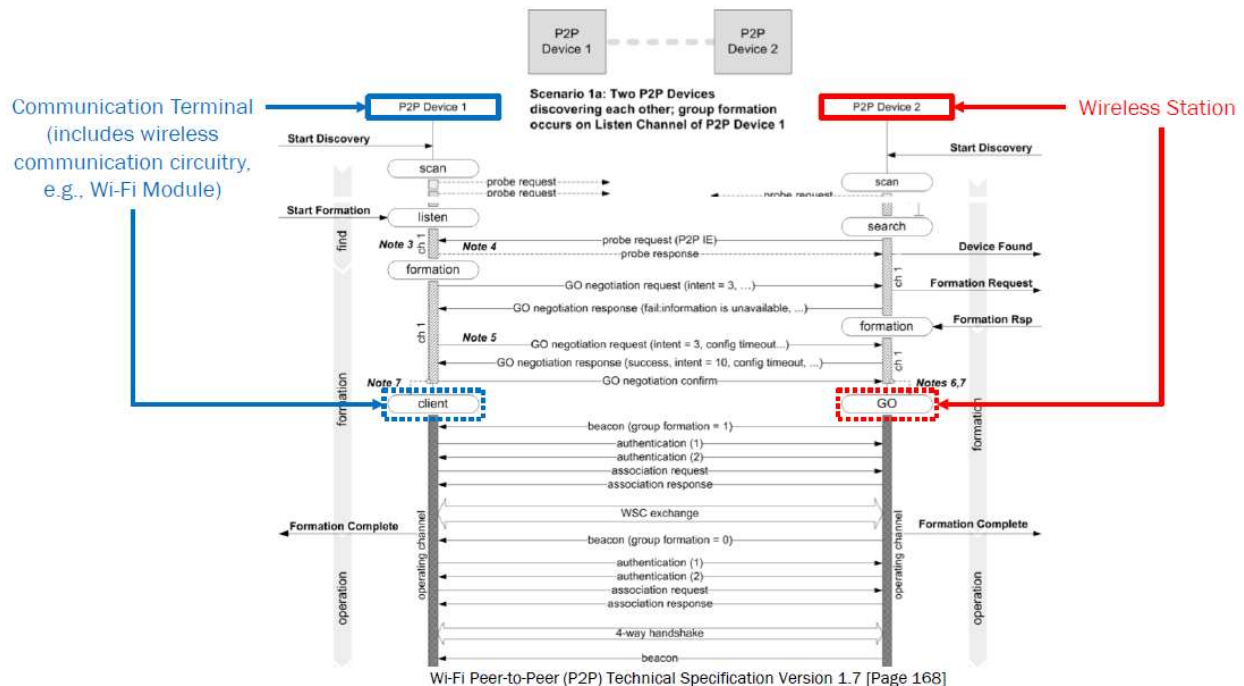 P2P
Device 1
P2P
Device 2
Scenario 1a: Two P2P Devices
discovering each other; group formation
occurs on Listen Channel of P2P Device 1
Communication Terminal
(includes wireless
communication circuitry,
e.g., Wi-Fi Module)
P2P Device 1
P2P Device 2
Wireless Station
Start Discovery
Start Discovery
scan
scan
probe request
probe request
probe request
Start Formation
listen
search
find
Note 3
ch 1
Note 4
probe request (P2P IE)
probe response
Device Found
ch 1
formation
GO negotiation request (intent = 3, ...)
Formation Request
GO negotiation response (fail:information is unavailable, ...)
formation
Formation Rsp
ch 1
Note 5
GO negotiation request (intent = 3, config timeout...)
GO negotiation response (success, intent = 10, config timeout, ...)
ch 1
Note 7
GO negotiation confirm
Notes 6,7
client
GO
formation
formation
beacon (group formation = 1)
authentication (1)
authentication (2)
association request
association response
WSC exchange
Formation Complete
Formation Complete
operating channel
operating channel
beacon (group formation = 0)
authentication (1)
authentication (2)
association request
association response
operation
operation
4-way handshake
beacon
Wi-Fi Peer-to-Peer (P2P) Technical Specification Version 1.7 [Page 168]